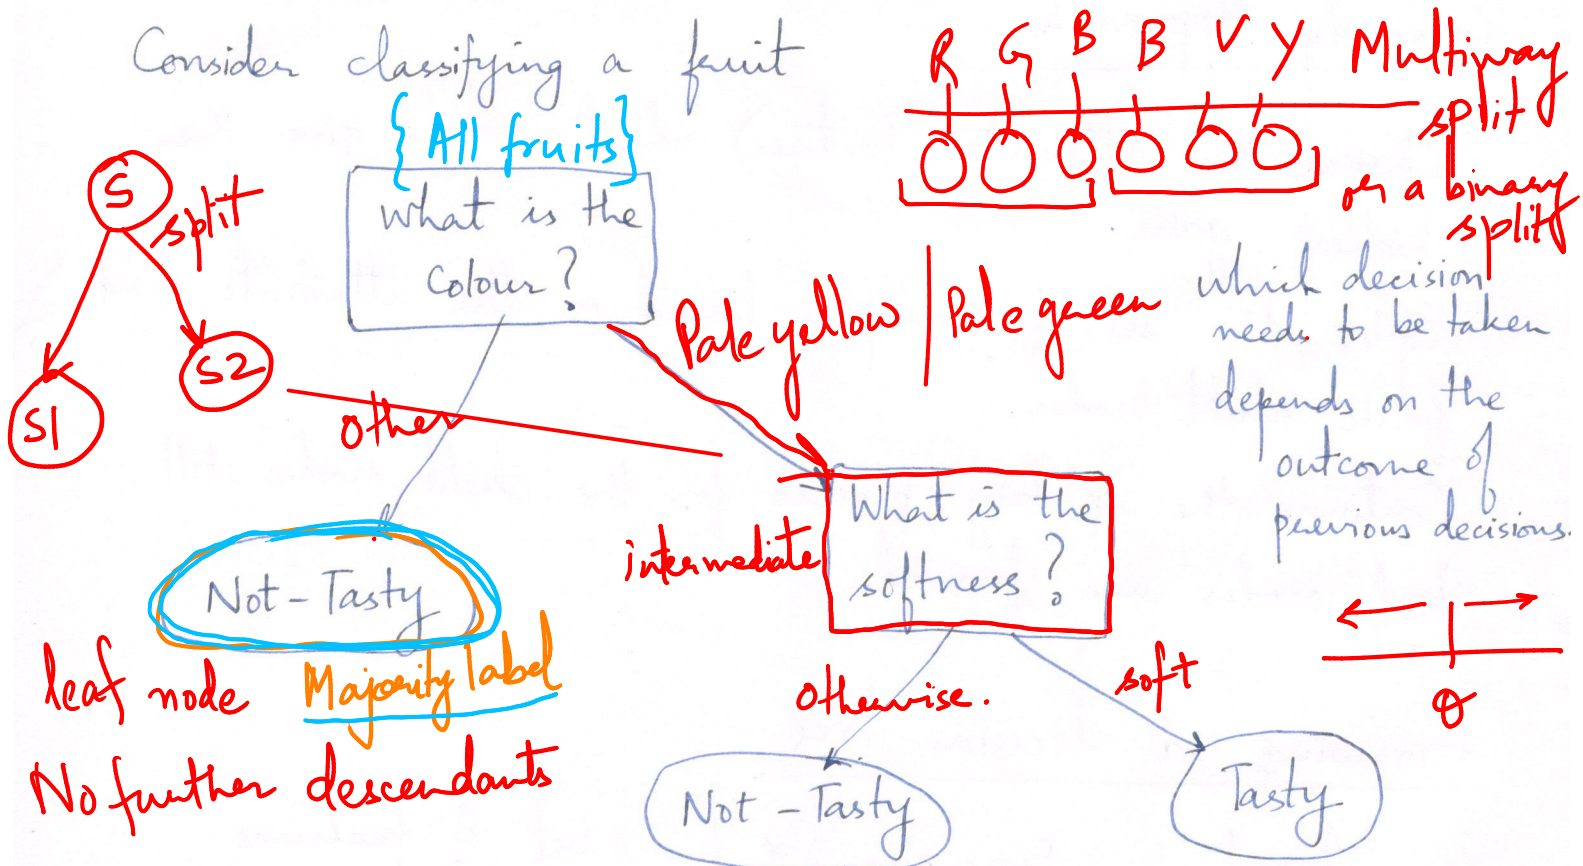 Consider classifying a fruit
R G B B V Y Multiway
split
or a binary
split
{All fruits}
S
split
S1
S2
What is the
colour?
Pale yellow | Pale green
other
which decision
needs to be taken
depends on the
outcome of
previous decisions.
intermediate
What is the
softness?
Not-Tasty
leaf node Majority label
No further descendants
otherwise.
soft
θ
Not-Tasty
Tasty